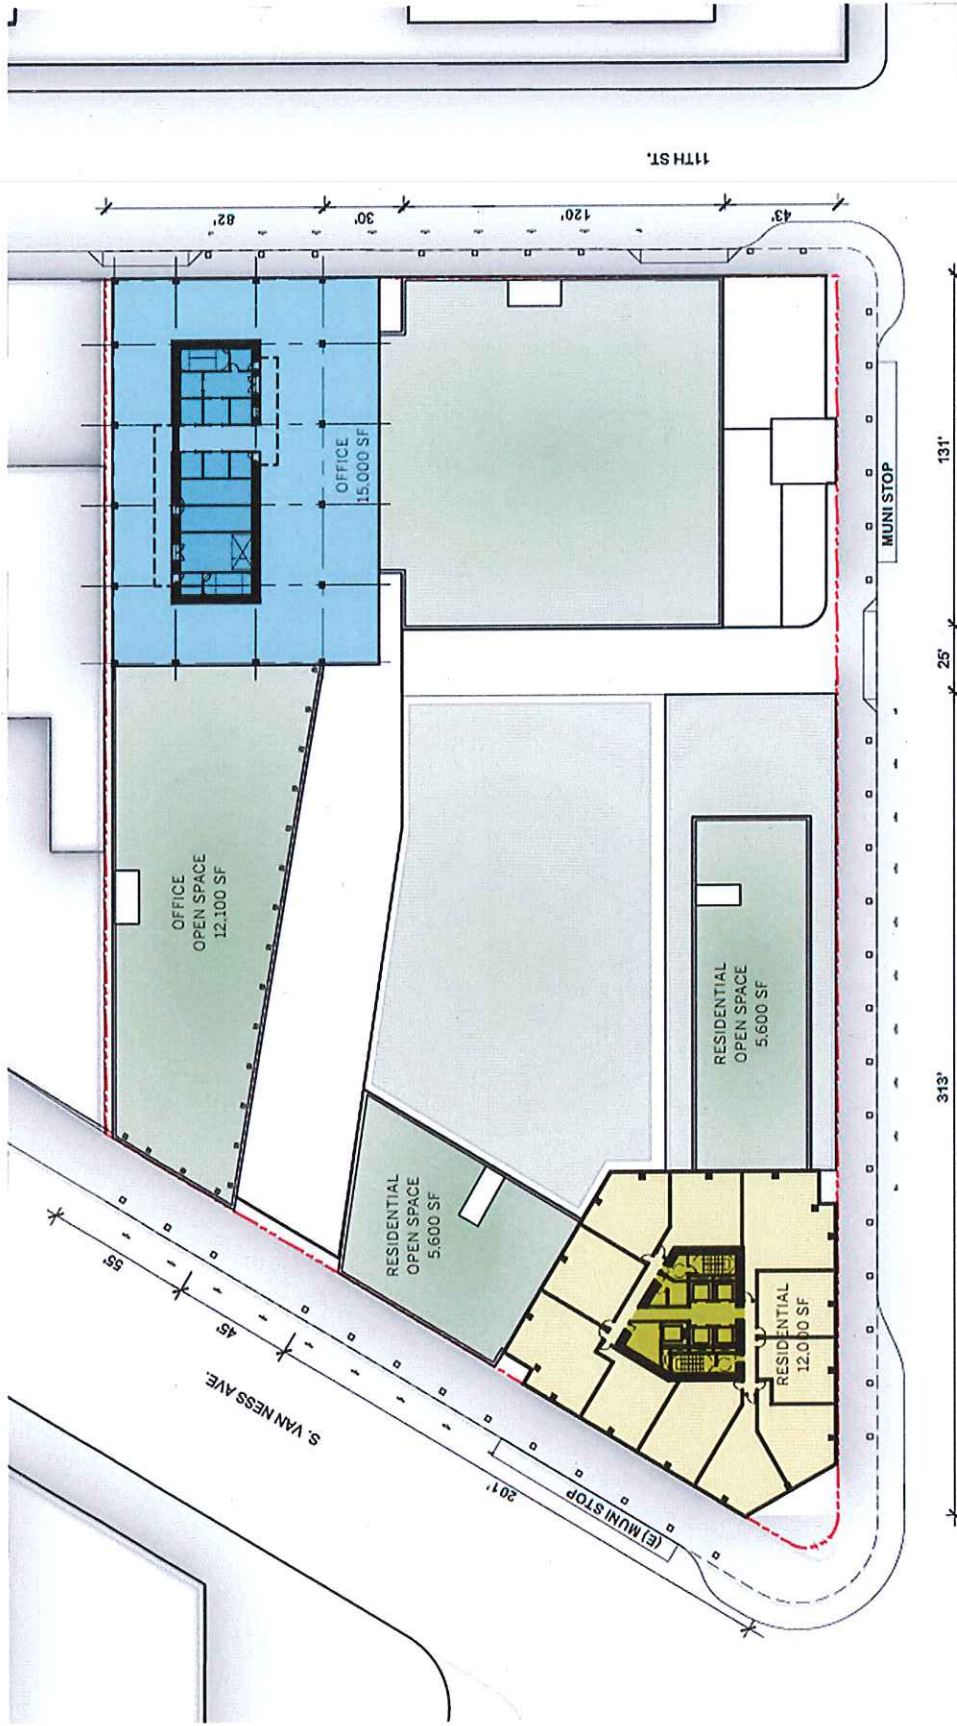 11TH ST.
82'
30'
120'
43'
OFFICE
15,000 SF
MUNI STOP
131'
25'
313'
OFFICE
OPEN SPACE
12,100 SF
RESIDENTIAL
OPEN SPACE
5,600 SF
RESIDENTIAL
OPEN SPACE
5,600 SF
RESIDENTIAL
12,000 SF
55'
45'
201'
S. VAN NESS AVE.
(E) MUNI STOP